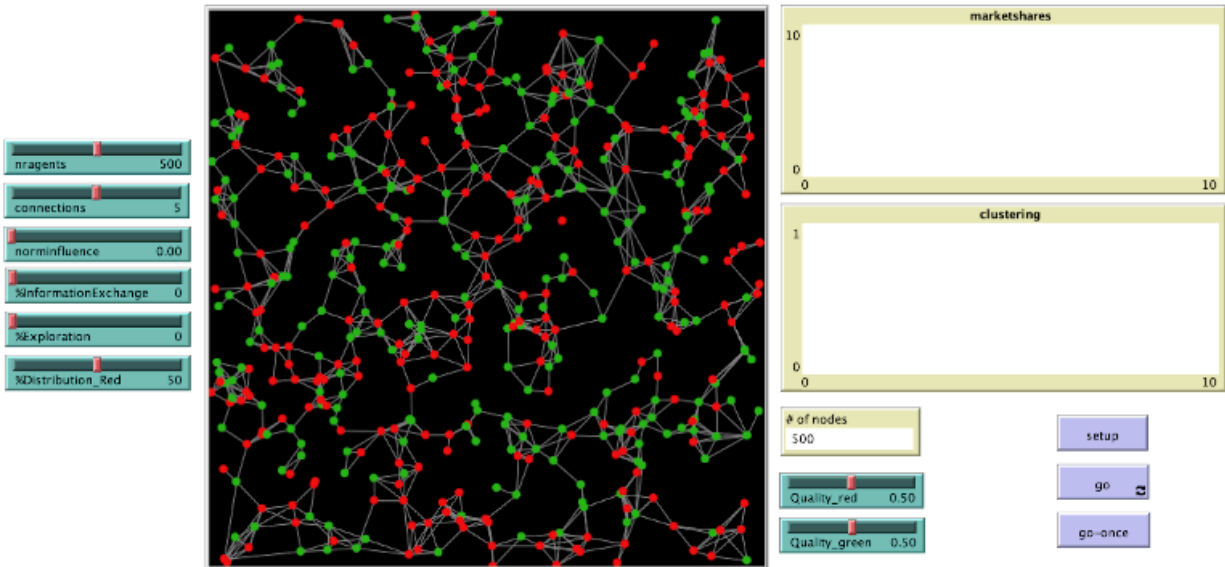 nragents 500
connections 5
norminfluence 0.00
%InformationExchange 0
%Exploration 0
%Distribution_Red 50
marketshares
10
0
0 10
clustering
1
0
0 10
# of nodes
500
Quality_red 0.50
Quality_green 0.50
setup
go
go-once